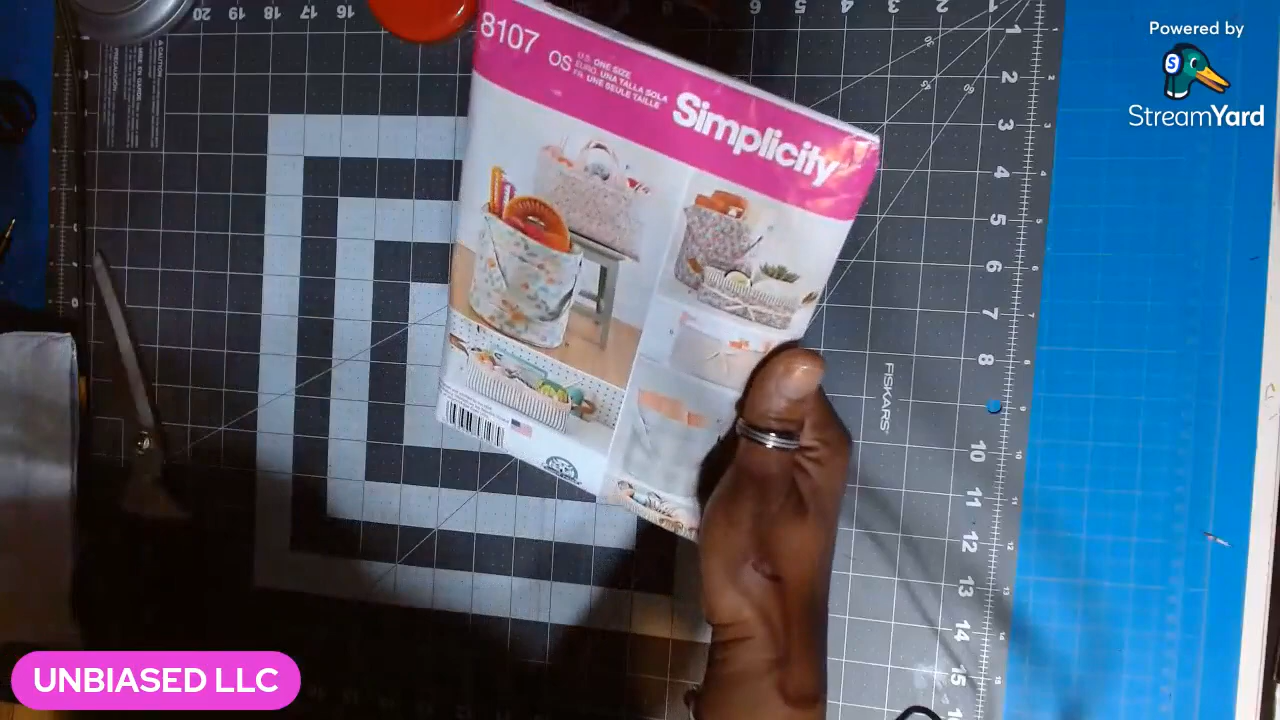 8107
OS
U.S. ONE SIZE
EURO. UNA TALLA SOLA
FR. UNE SEULE TAILLE
Simplicity
Powered by
StreamYard
UNBIASED LLC
FISKARS
20 19 18 17 16
6 5 4 3 2 1
1
2
3
4
5
6
7
8
10
11
12
13
14
15